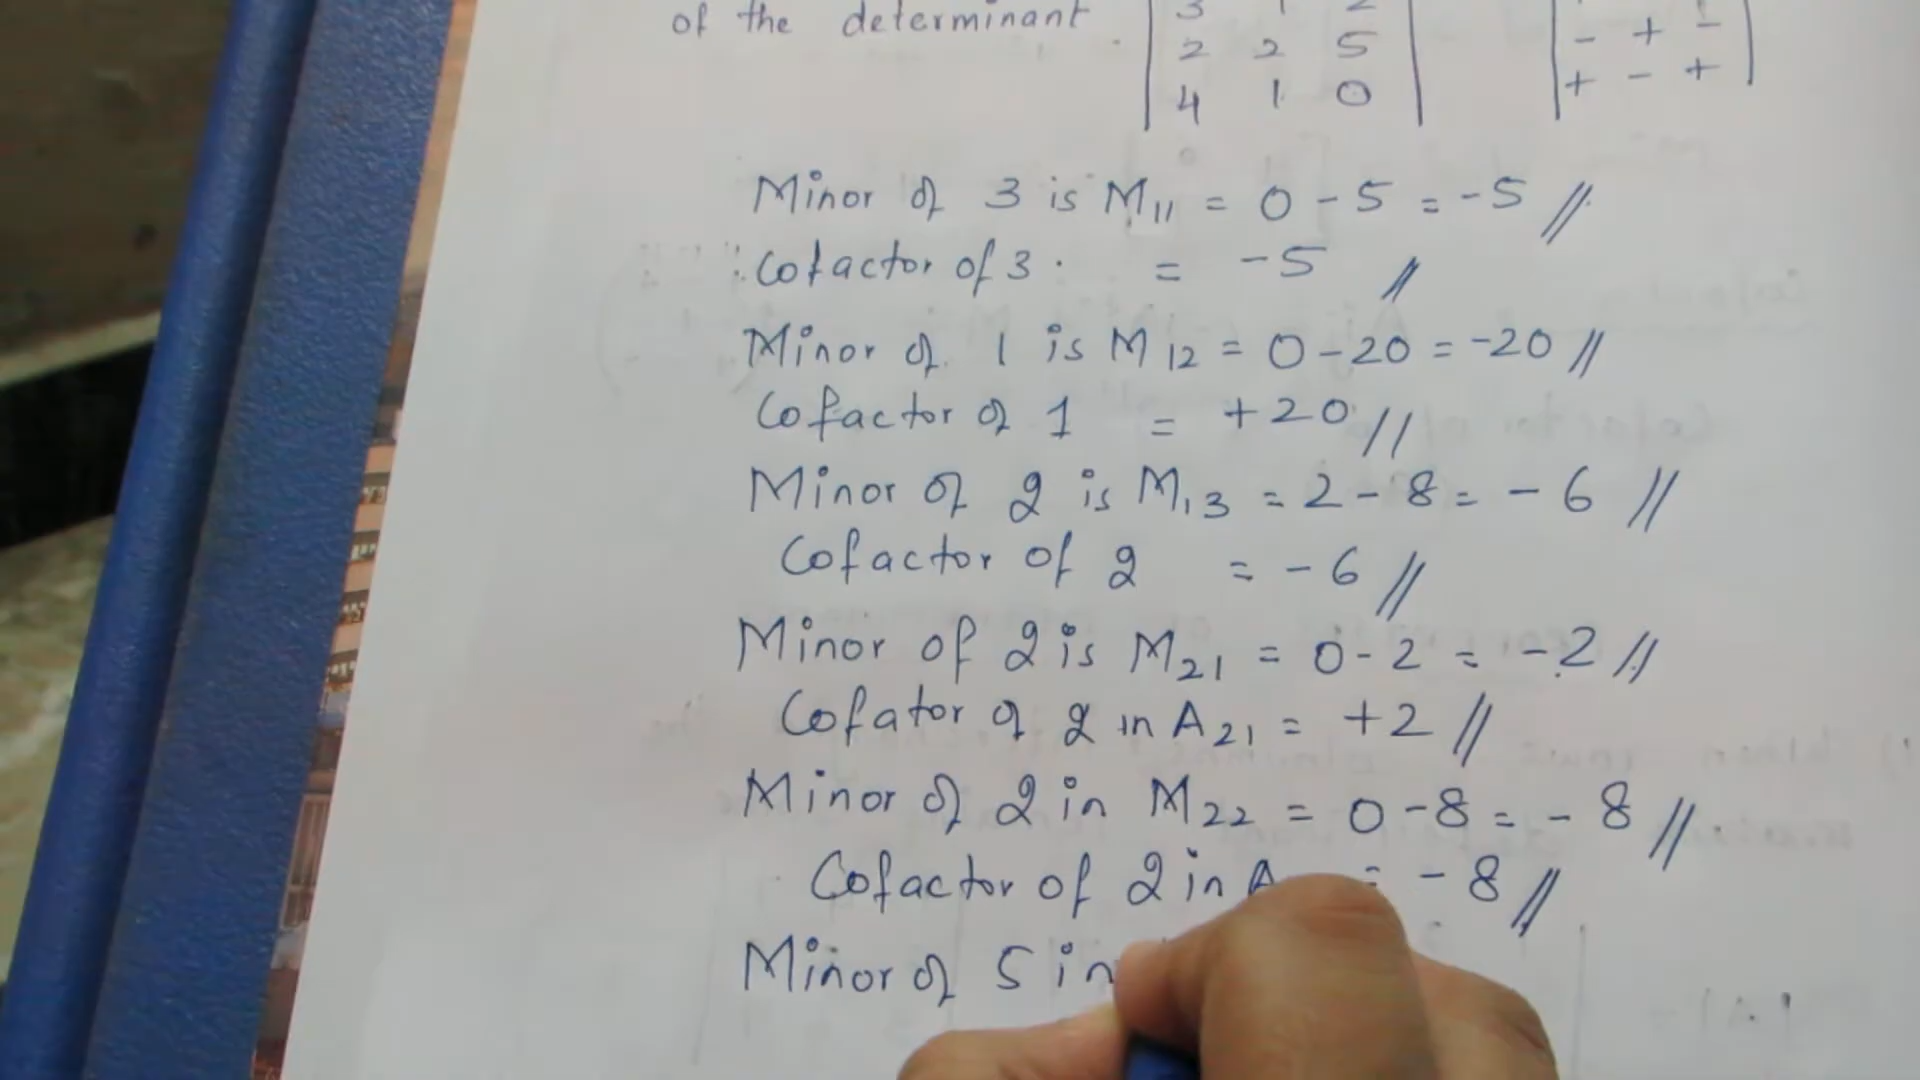 of the determinant
3 1 2
2 2 5
4 1 0
- + -
+ - +
Minor of 3 is M11 = 0 - 5 = -5 //
Cofactor of 3 = -5 //
Minor of 1 is M12 = 0 - 20 = -20 //
Cofactor of 1 = +20 //
Minor of 2 is M13 = 2 - 8 = - 6 //
Cofactor of 2 = - 6 //
Minor of 2 is M21 = 0 - 2 = -2 //
Cofator of 2 in A21 = +2 //
Minor of 2 in M22 = 0 - 8 = - 8 //
Cofactor of 2 in A = - 8 //
Minor of 5 in